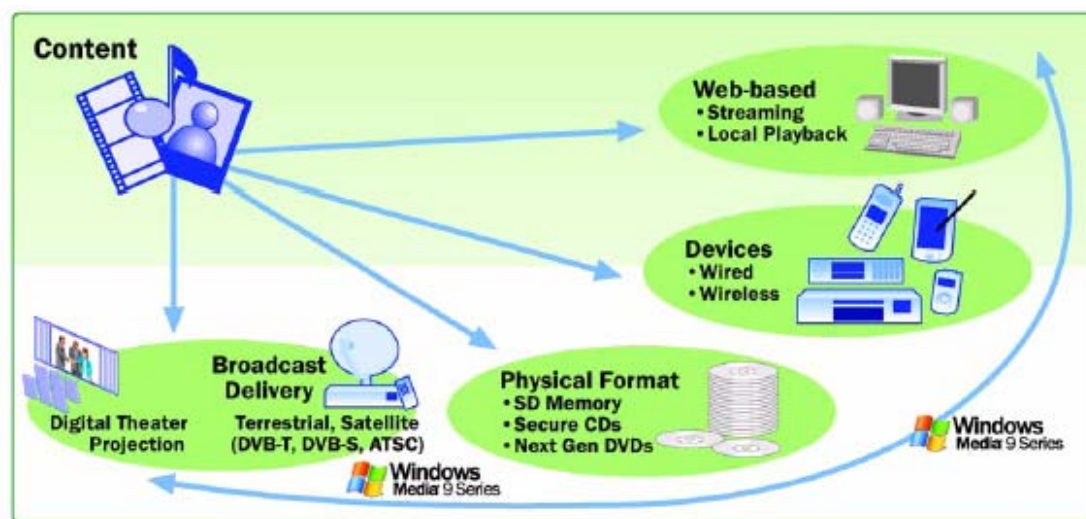 Content
Web-based
• Streaming
• Local Playback
Devices
• Wired
• Wireless
Broadcast
Delivery
Digital Theater
Projection
Terrestrial, Satellite
(DVB-T, DVB-S, ATSC)
Physical Format
• SD Memory
• Secure CDs
• Next Gen DVDs
Windows
Media 9 Series
Windows
Media 9 Series